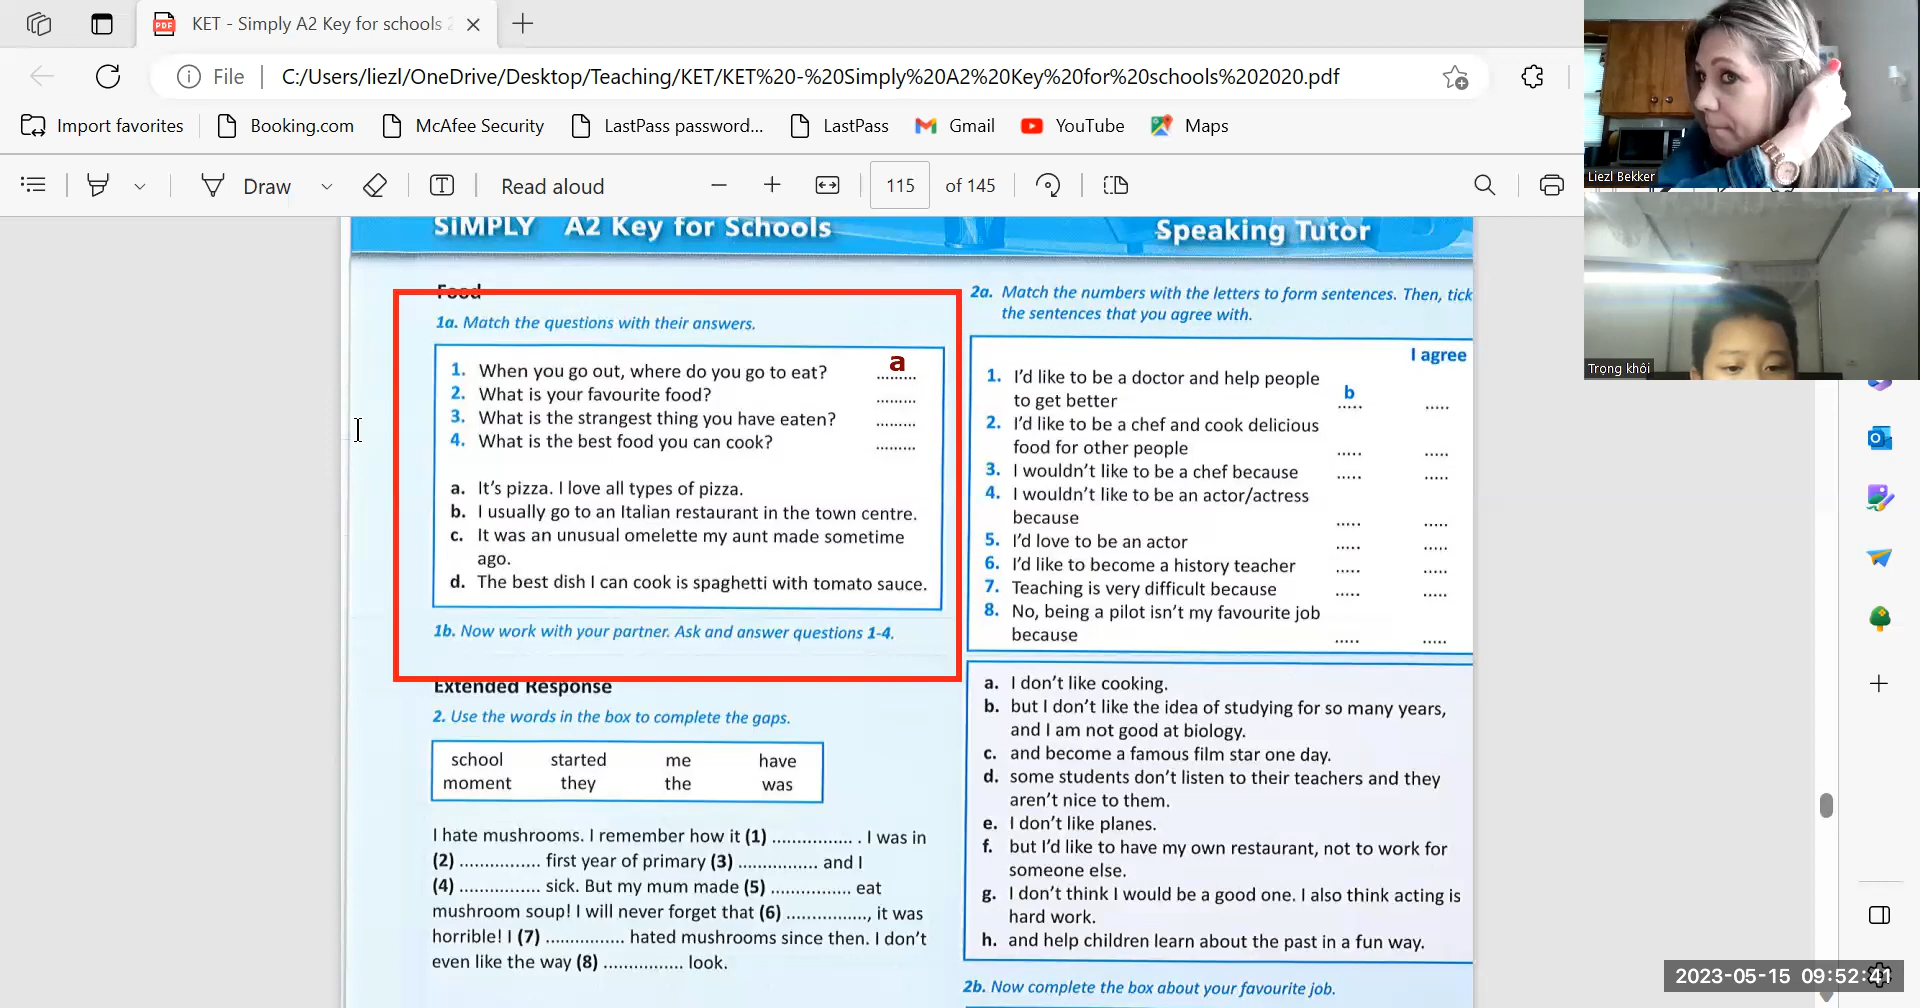 KET - Simply A2 Key for schools 2
File
C:/Users/liezl/OneDrive/Desktop/Teaching/KET/KET%20-%20Simply%20A2%20Key%20for%20schools%202020.pdf
Import favorites
Booking.com
McAfee Security
LastPass password...
LastPass
Gmail
YouTube
Maps
Draw
Read aloud
115
of 145
Liezl Bekker
Trọng khôi
SiMPLY A2 Key for Schools
Speaking Tutor
Food
1a. Match the questions with their answers.
1. When you go out, where do you go to eat? a
2. What is your favourite food? .........
3. What is the strangest thing you have eaten? .........
4. What is the best food you can cook? .........
a. It's pizza. I love all types of pizza.
b. I usually go to an Italian restaurant in the town centre.
c. It was an unusual omelette my aunt made sometime
ago.
d. The best dish I can cook is spaghetti with tomato sauce.
1b. Now work with your partner. Ask and answer questions 1-4.
Extended Response
2. Use the words in the box to complete the gaps.
school started me have
moment they the was
I hate mushrooms. I remember how it (1) ................ . I was in
(2) ................ first year of primary (3) ................ and I
(4) ................ sick. But my mum made (5) ................ eat
mushroom soup! I will never forget that (6) ................, it was
horrible! I (7) ................ hated mushrooms since then. I don't
even like the way (8) ................ look.
2a. Match the numbers with the letters to form sentences. Then, tick
the sentences that you agree with.
I agree
1. I'd like to be a doctor and help people
to get better b .....
2. I'd like to be a chef and cook delicious
food for other people ..... .....
3. I wouldn't like to be a chef because ..... .....
4. I wouldn't like to be an actor/actress
because ..... .....
5. I'd love to be an actor ..... .....
6. I'd like to become a history teacher ..... .....
7. Teaching is very difficult because ..... .....
8. No, being a pilot isn't my favourite job
because ..... .....
a. I don't like cooking.
b. but I don't like the idea of studying for so many years,
and I am not good at biology.
c. and become a famous film star one day.
d. some students don't listen to their teachers and they
aren't nice to them.
e. I don't like planes.
f. but I'd like to have my own restaurant, not to work for
someone else.
g. I don't think I would be a good one. I also think acting is
hard work.
h. and help children learn about the past in a fun way.
2b. Now complete the box about your favourite job.
2023-05-15 09:52:41